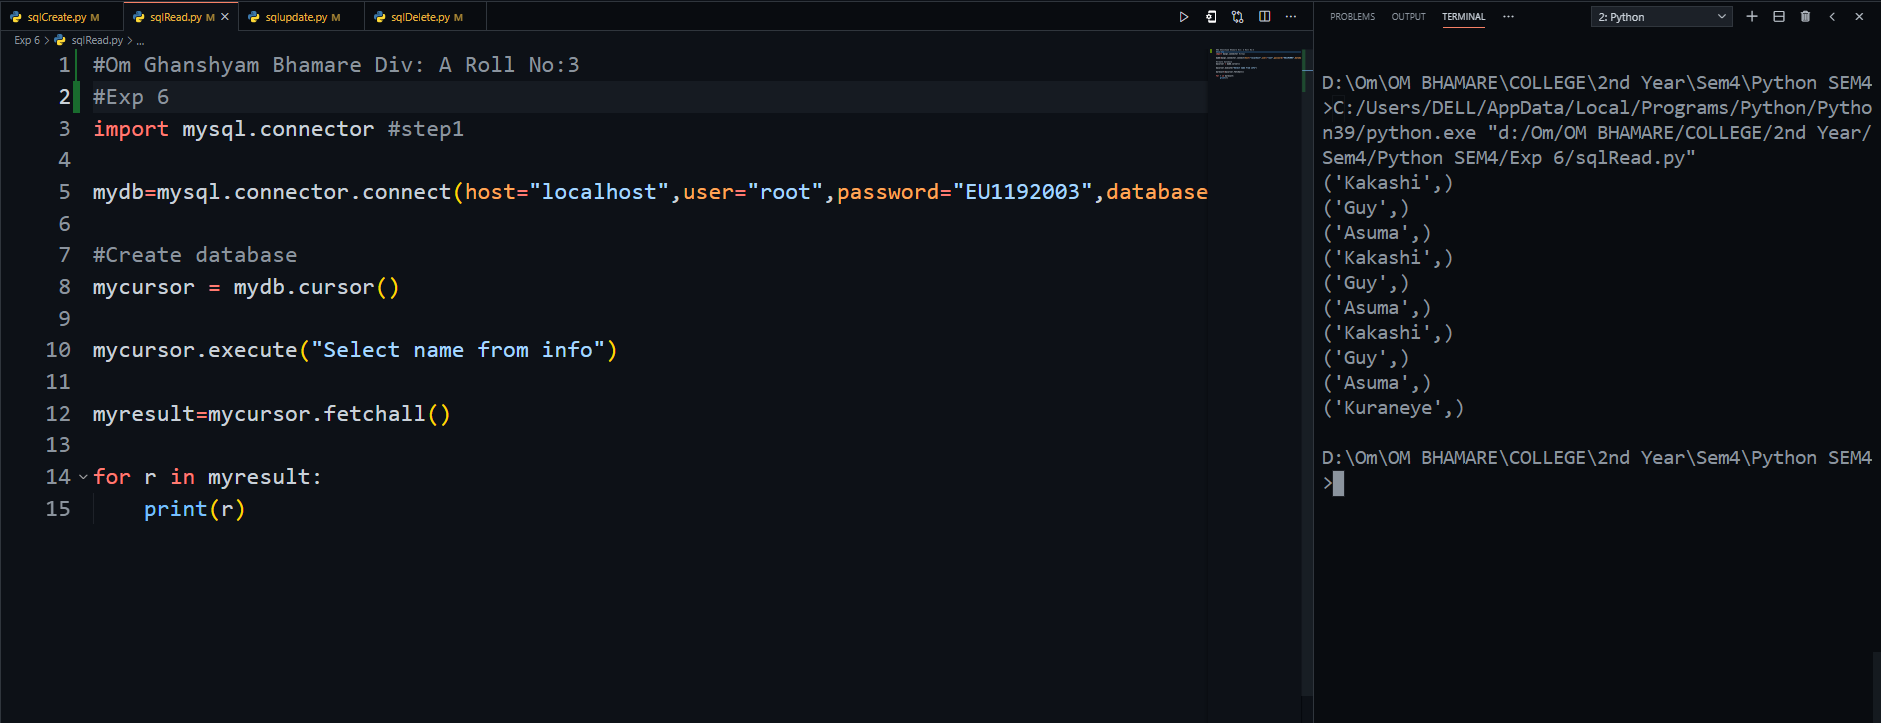 sqlCreate.py M
sqlRead.py M
sqlupdate.py M
sqlDelete.py M
Exp 6 > sqlRead.py > ...
1 #Om Ghanshyam Bhamare Div: A Roll No:3
2 #Exp 6
3 import mysql.connector #step1
4
5 mydb=mysql.connector.connect(host="localhost",user="root",password="EU1192003",database
6
7 #Create database
8 mycursor = mydb.cursor()
9
10 mycursor.execute("Select name from info")
11
12 myresult=mycursor.fetchall()
13
14 for r in myresult:
15 print(r)
PROBLEMS OUTPUT TERMINAL ... 2: Python
D:\Om\OM BHAMARE\COLLEGE\2nd Year\Sem4\Python SEM4
>C:/Users/DELL/AppData/Local/Programs/Python/Pytho
n39/python.exe "d:/Om/OM BHAMARE/COLLEGE/2nd Year/
Sem4/Python SEM4/Exp 6/sqlRead.py"
('Kakashi',)
('Guy',)
('Asuma',)
('Kakashi',)
('Guy',)
('Asuma',)
('Kakashi',)
('Guy',)
('Asuma',)
('Kuraneye',)
D:\Om\OM BHAMARE\COLLEGE\2nd Year\Sem4\Python SEM4
>